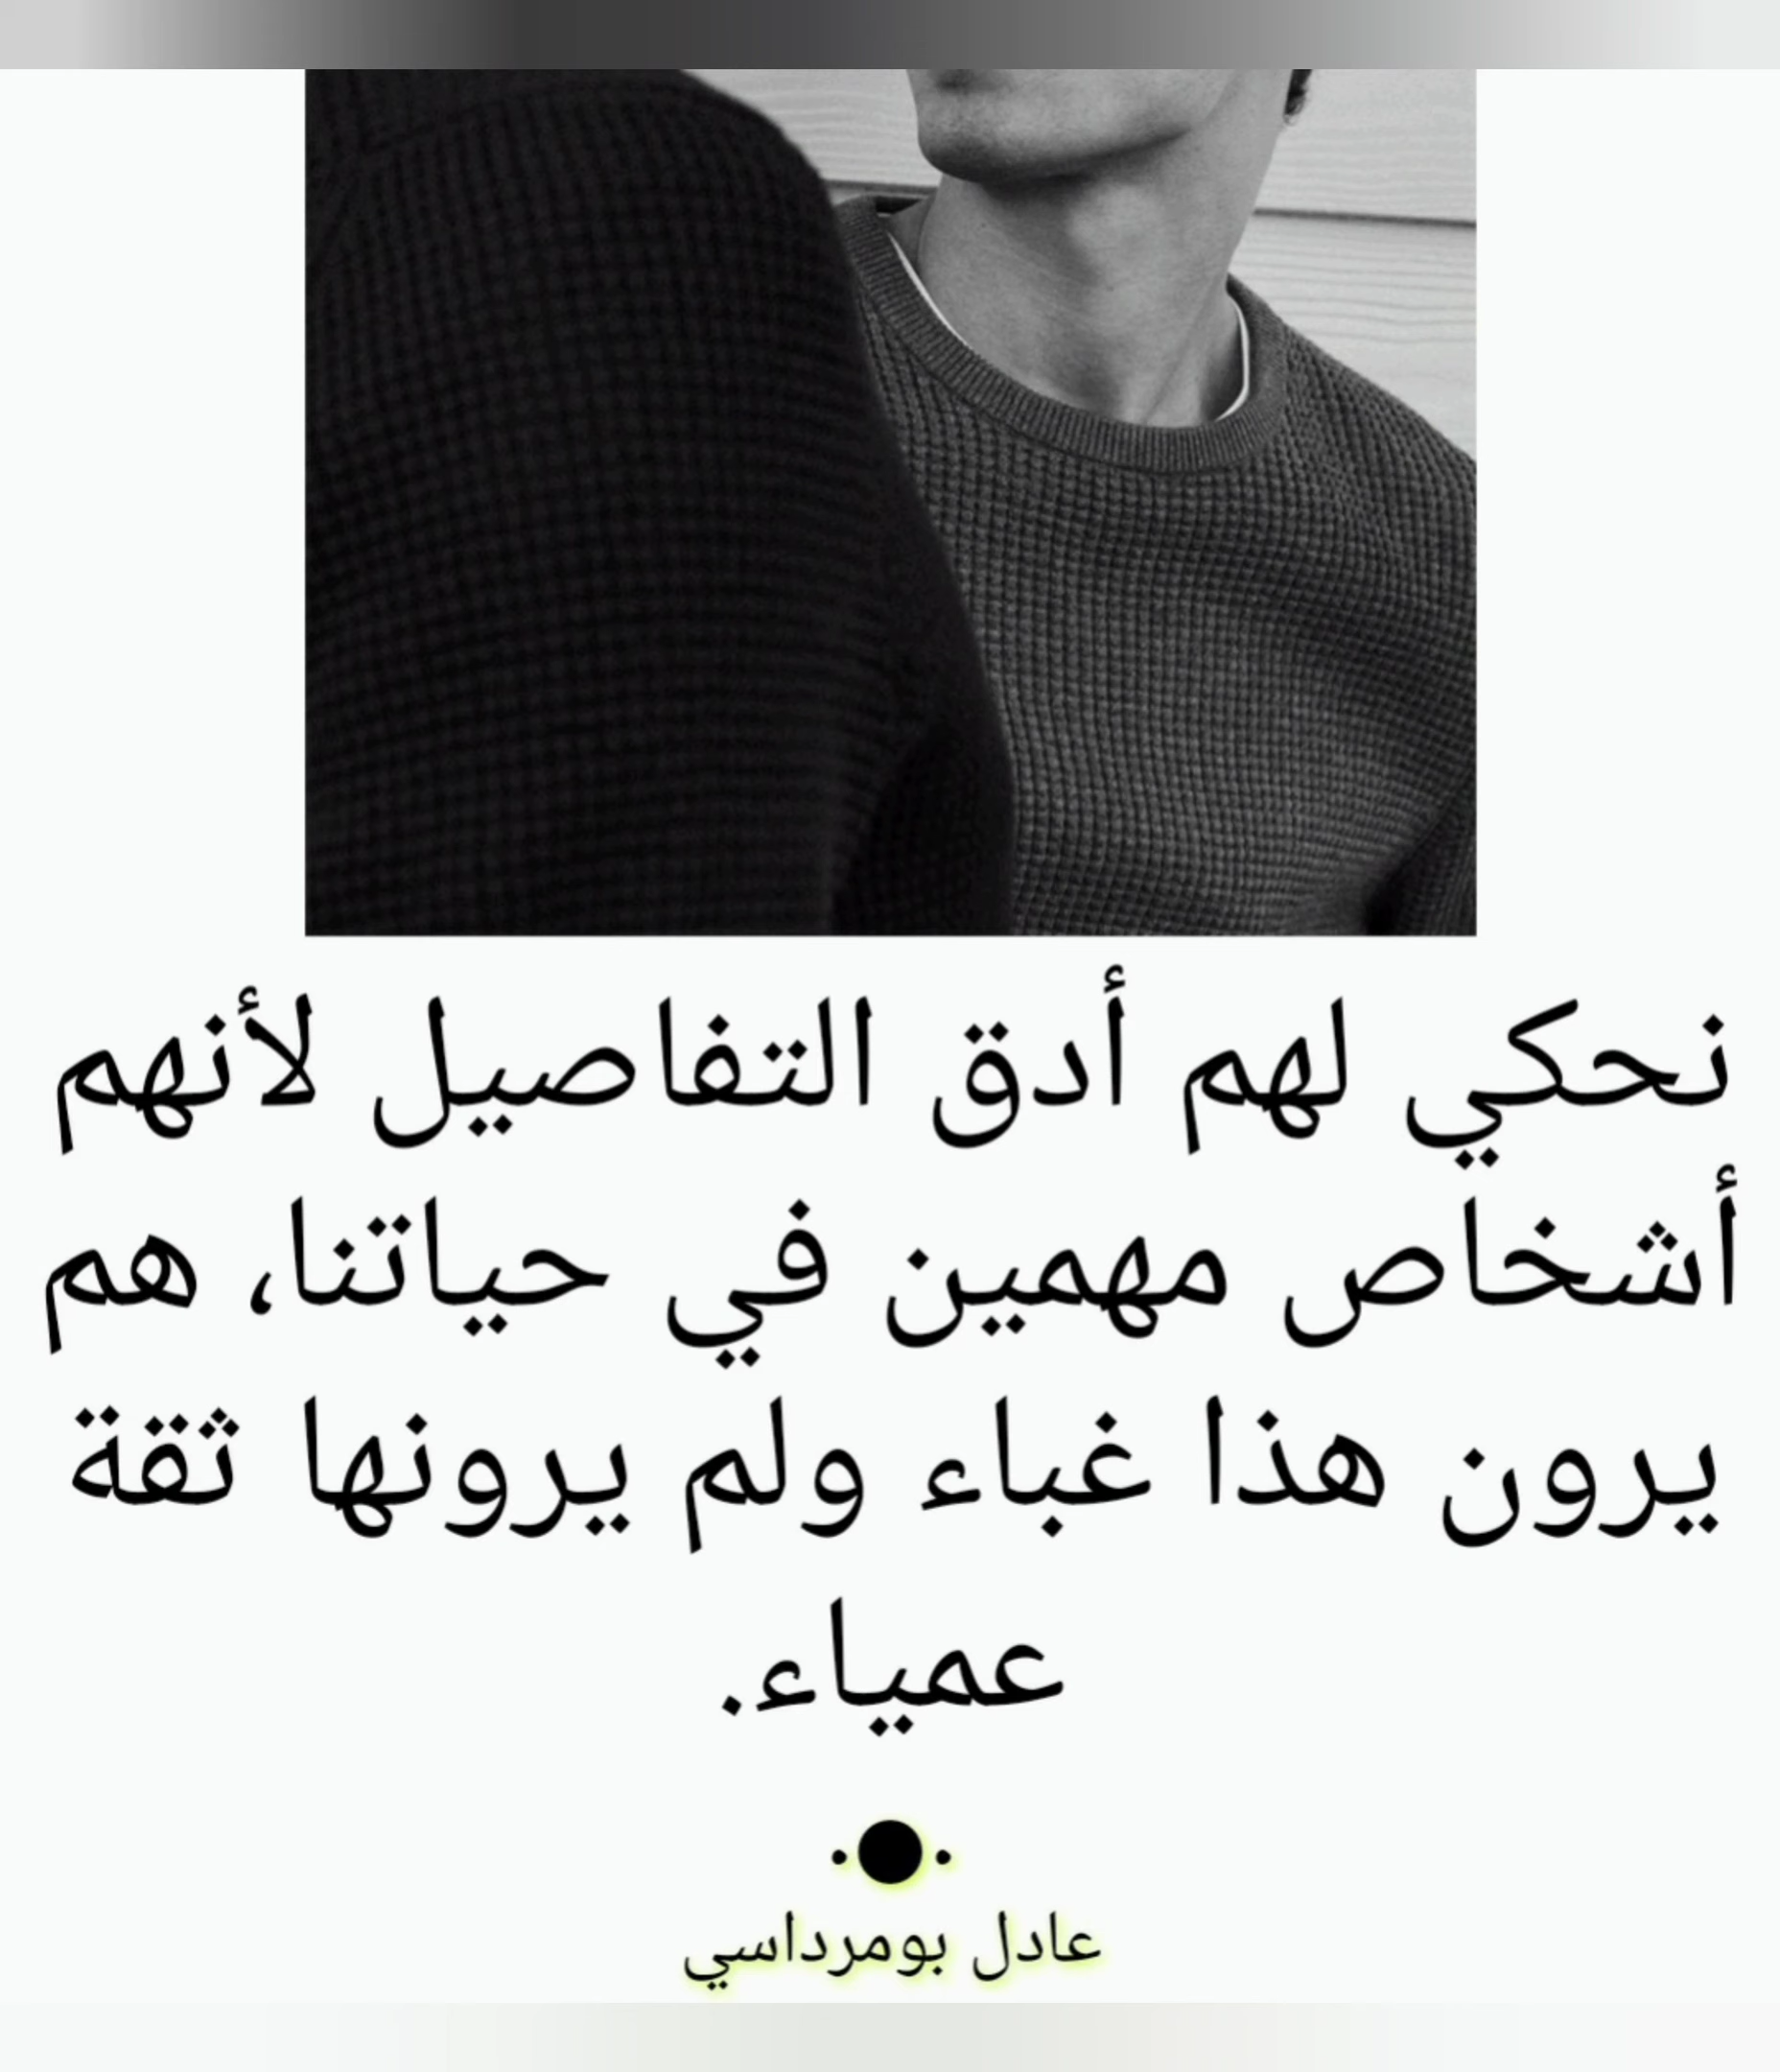 نحكي لهم أدق التفاصيل لأنهم
أشخاص مهمين في حياتنا، هم
يرون هذا غباء ولم يرونها ثقة
عمياء.
عادل بومرداسي